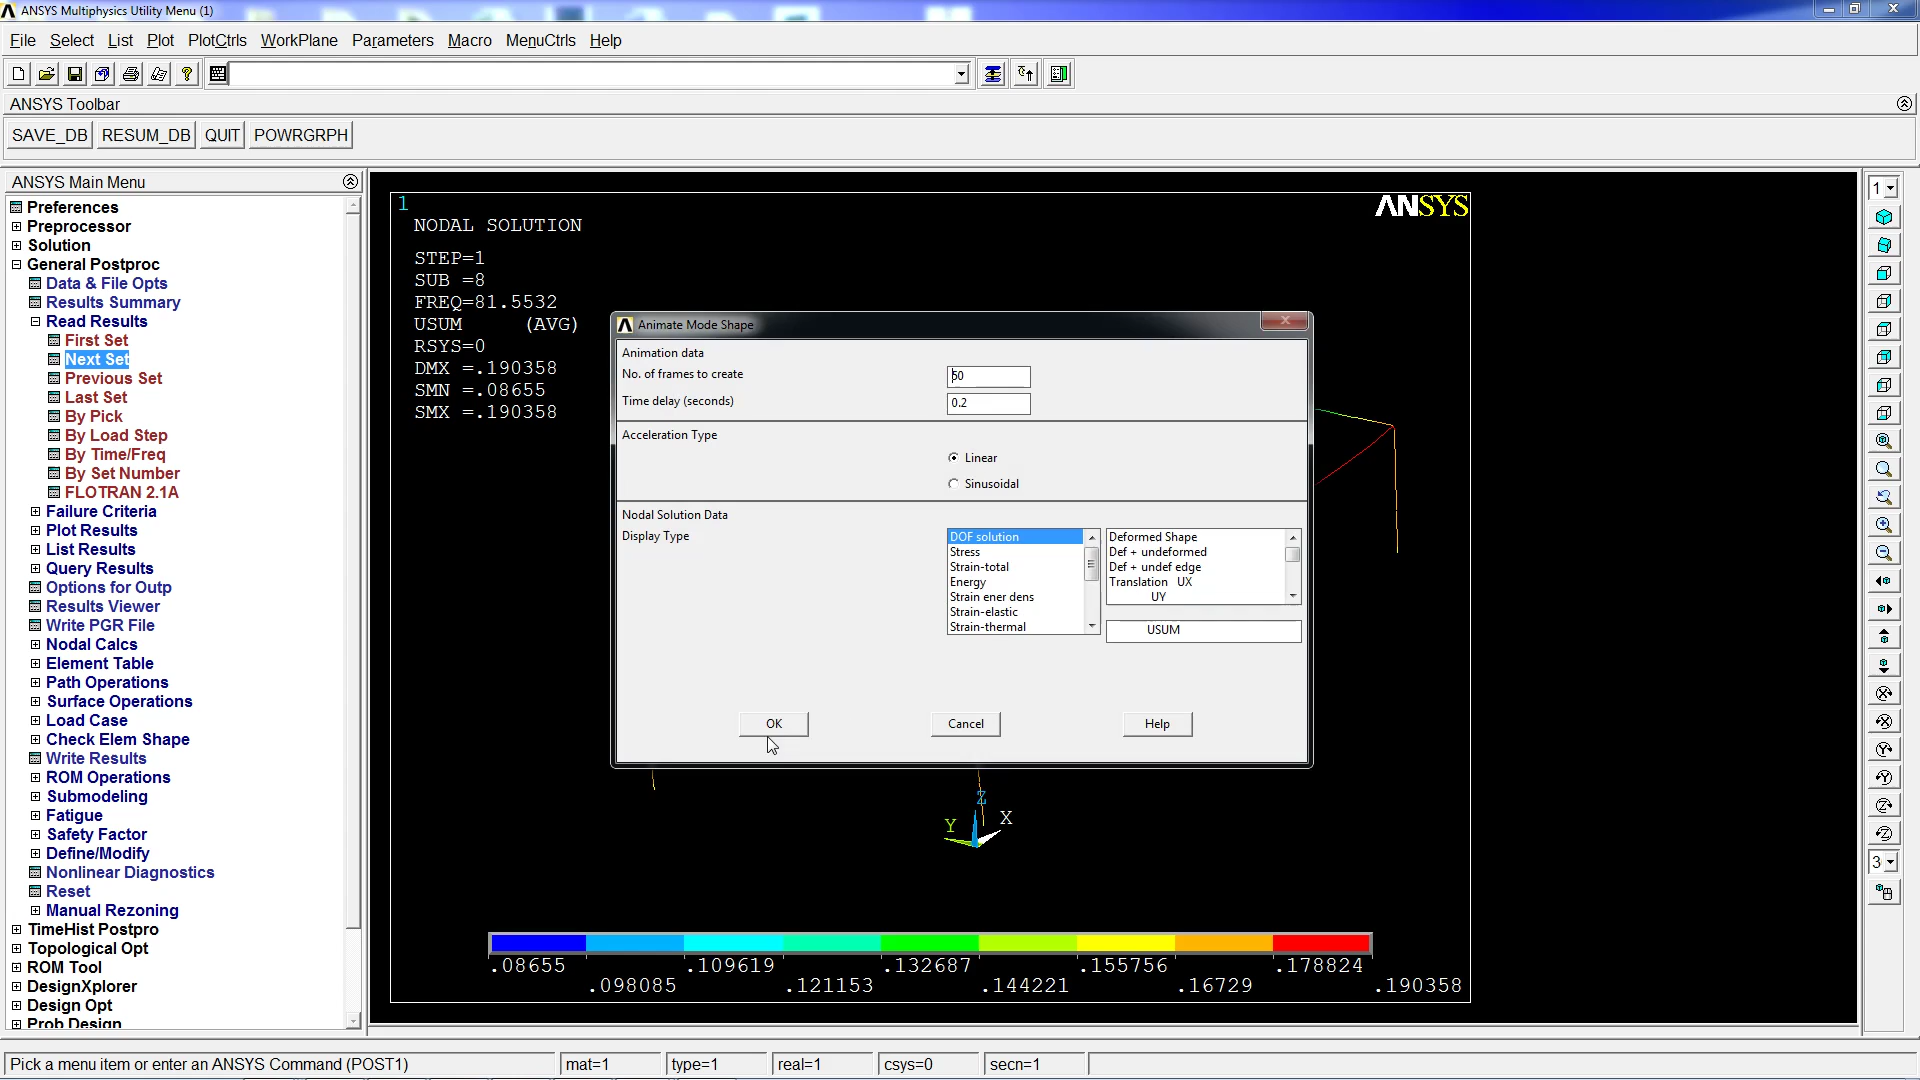 ANSYS Multiphysics Utility Menu (1)
File Select List Plot PlotCtrls WorkPlane Parameters Macro MenuCtrls Help
ANSYS Toolbar
SAVE_DB RESUM_DB QUIT POWRGRPH
ANSYS Main Menu
Preferences
Preprocessor
Solution
General Postproc
Data & File Opts
Results Summary
Read Results
First Set
Next Set
Previous Set
Last Set
By Pick
By Load Step
By Time/Freq
By Set Number
FLOTRAN 2.1A
Failure Criteria
Plot Results
List Results
Query Results
Options for Outp
Results Viewer
Write PGR File
Nodal Calcs
Element Table
Path Operations
Surface Operations
Load Case
Check Elem Shape
Write Results
ROM Operations
Submodeling
Fatigue
Safety Factor
Define/Modify
Nonlinear Diagnostics
Reset
Manual Rezoning
TimeHist Postpro
Topological Opt
ROM Tool
DesignXplorer
Design Opt
Prob Design
1
NODAL SOLUTION
STEP=1
SUB =8
FREQ=81.5532
USUM (AVG)
RSYS=0
DMX =.190358
SMN =.08655
SMX =.190358
ANSYS
Animate Mode Shape
Animation data
No. of frames to create 50
Time delay (seconds) 0.2
Acceleration Type
Linear
Sinusoidal
Nodal Solution Data
Display Type
DOF solution
Stress
Strain-total
Energy
Strain ener dens
Strain-elastic
Strain-thermal
Deformed Shape
Def + undeformed
Def + undef edge
Translation UX
UY
USUM
OK Cancel Help
Z
Y X
.08655 .109619 .132687 .155756 .178824
.098085 .121153 .144221 .16729 .190358
1
3
Pick a menu item or enter an ANSYS Command (POST1) mat=1 type=1 real=1 csys=0 secn=1